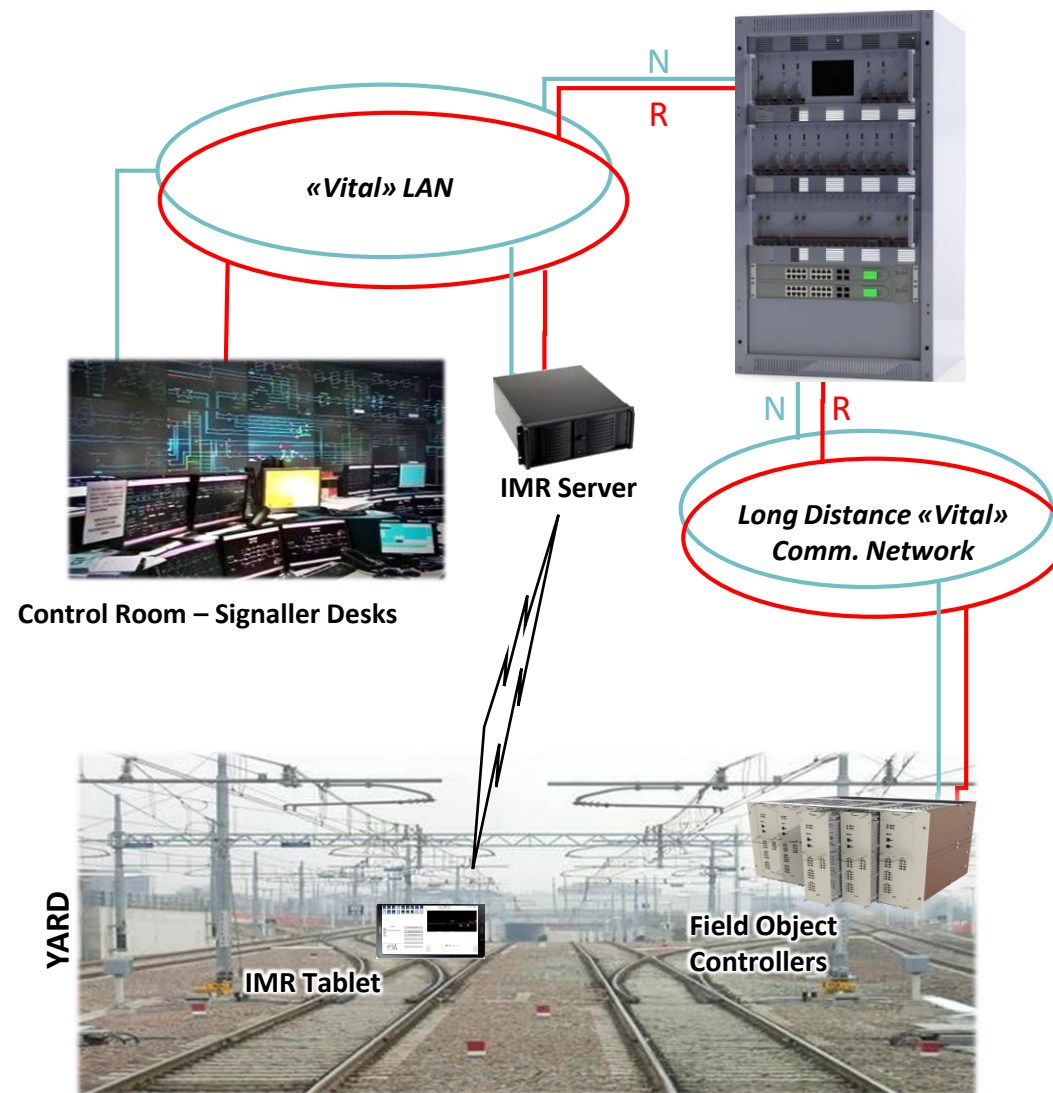 N
R
«Vital» LAN
IMR Server
Control Room – Signaller Desks
N
R
Long Distance «Vital»
Comm. Network
YARD
IMR Tablet
Field Object
Controllers